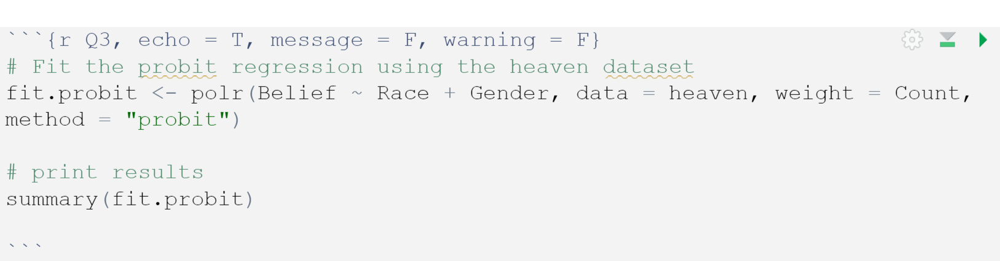 ```{r Q3, echo = T, message = F, warning = F}
# Fit the probit regression using the heaven dataset
fit.probit <- polr(Belief ~ Race + Gender, data = heaven, weight = Count,
method = "probit")
# print results
summary(fit.probit)
```